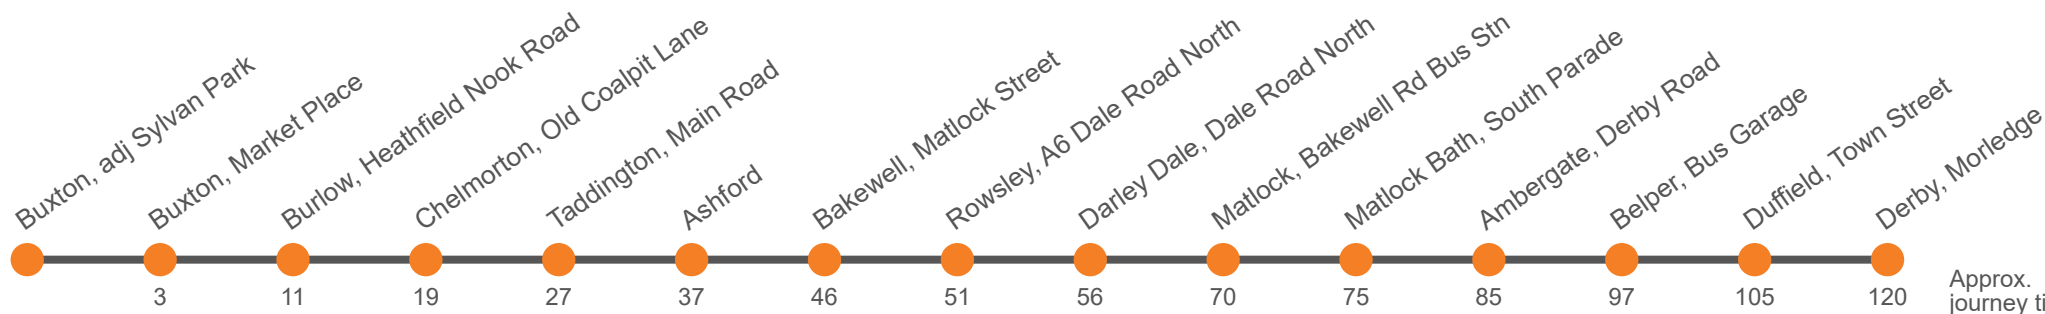 Buxton, adj Sylvan Park
Buxton, Market Place
Burlow, Heathfield Nook Road
Chelmorton, Old Coalpit Lane
Taddington, Main Road
Ashford
Bakewell, Matlock Street
Rowsley, A6 Dale Road North
Darley Dale, Dale Road North
Matlock, Bakewell Rd Bus Stn
Matlock Bath, South Parade
Ambergate, Derby Road
Belper, Bus Garage
Duffield, Town Street
Derby, Morledge
3 11 19 27 37 46 51 56 70 75 85 97 105 120
Approx.
journey ti